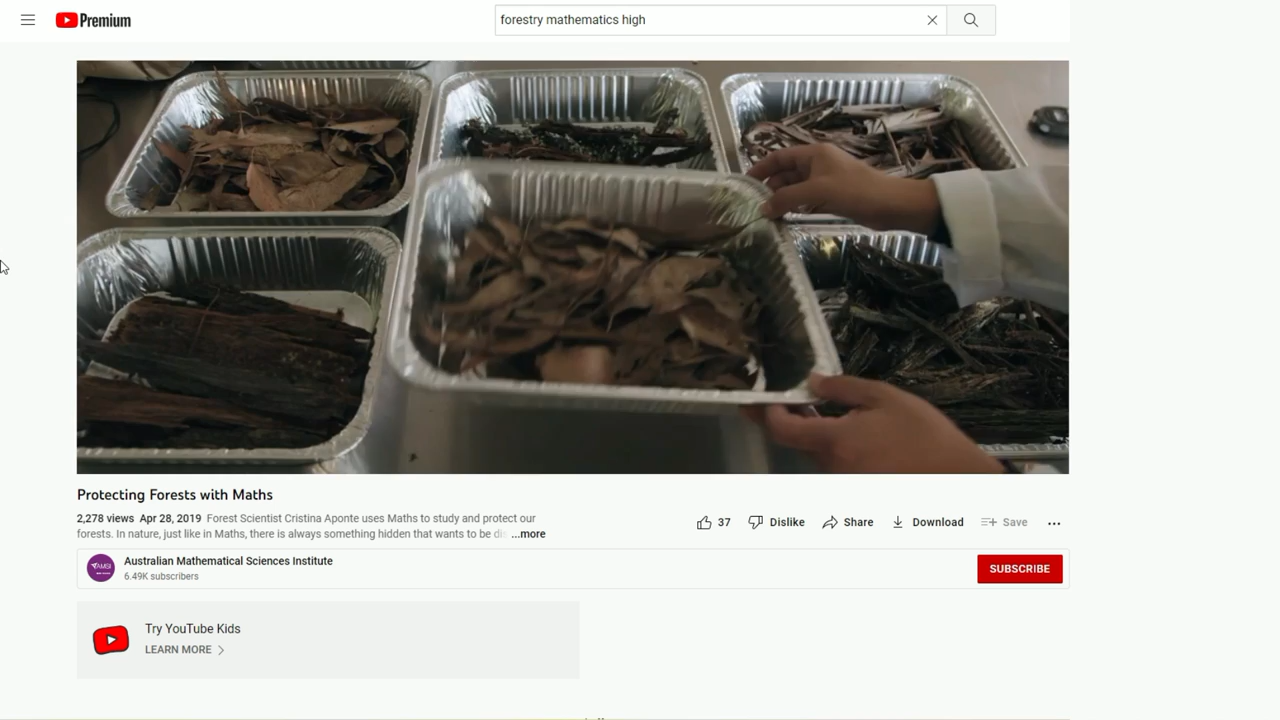 Premium
forestry mathematics high
Protecting Forests with Maths
2,278 views Apr 28, 2019 Forest Scientist Cristina Aponte uses Maths to study and protect our
forests. In nature, just like in Maths, there is always something hidden that wants to be ...more
37 Dislike Share Download Save
AMSI
Australian Mathematical Sciences Institute
6.49K subscribers
SUBSCRIBE
Try YouTube Kids
LEARN MORE